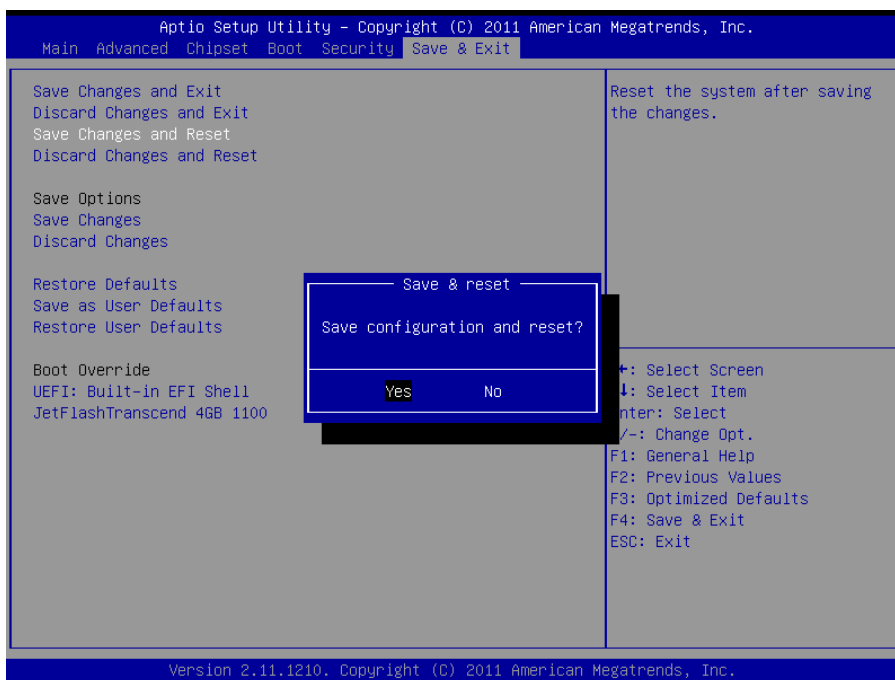 Aptio Setup Utility – Copyright (C) 2011 American Megatrends, Inc.
Main Advanced Chipset Boot Security Save & Exit
Save Changes and Exit
Discard Changes and Exit
Save Changes and Reset
Discard Changes and Reset
Save Options
Save Changes
Discard Changes
Restore Defaults
Save as User Defaults
Restore User Defaults
Boot Override
UEFI: Built-in EFI Shell
JetFlashTranscend 4GB 1100
Save & reset
Save configuration and reset?
Yes No
Reset the system after saving
the changes.
: Select Screen
↓: Select Item
nter: Select
/-: Change Opt.
F1: General Help
F2: Previous Values
F3: Optimized Defaults
F4: Save & Exit
ESC: Exit
Version 2.11.1210. Copyright (C) 2011 American Megatrends, Inc.